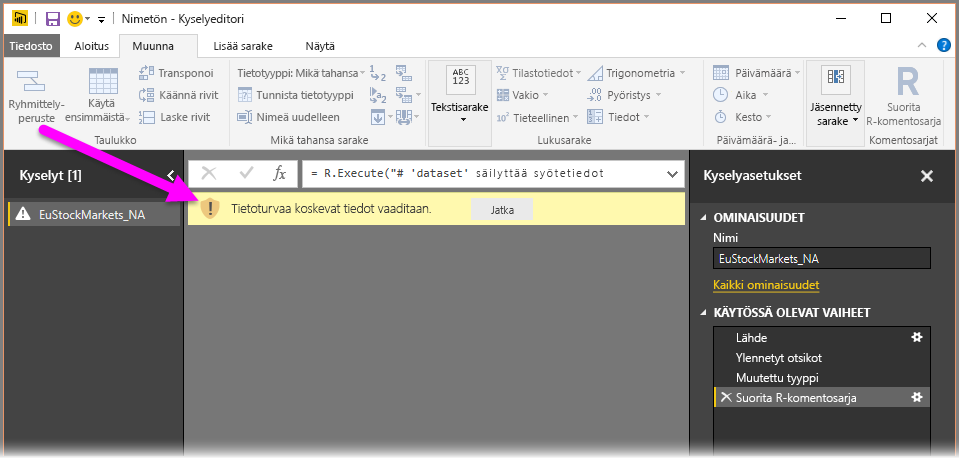 Nimetön - Kyselyeditori
Tiedosto Aloitus Muunna Lisää sarake Näytä
Ryhmittely-
peruste
Käytä
ensimmäistä
Transponoi
Käännä rivit
Laske rivit
Taulukko
Tietotyyppi: Mikä tahansa
Tunnista tietotyyppi
Nimeä uudelleen
Mikä tahansa sarake
ABC
123
Tekstisarake
Tilastotiedot
Vakio
Tieteellinen
Trigonometria
Pyöristys
Tiedot
Lukusarake
Päivämäärä
Aika
Kesto
Päivämäärä- ja...
Jäsennetty
sarake
R
Suorita
R-komentosarja
Komentosarjat
Kyselyt [1]
EuStockMarkets_NA
fx
= R.Execute("# 'dataset' säilyttää syötetiedot
Tietoturvaa koskevat tiedot vaaditaan. Jatka
Kyselyasetukset
OMINAISUUDET
Nimi
EuStockMarkets_NA
Kaikki ominaisuudet
KÄYTÖSSÄ OLEVAT VAIHEET
Lähde
Ylennetyt otsikot
Muutettu tyyppi
Suorita R-komentosarja